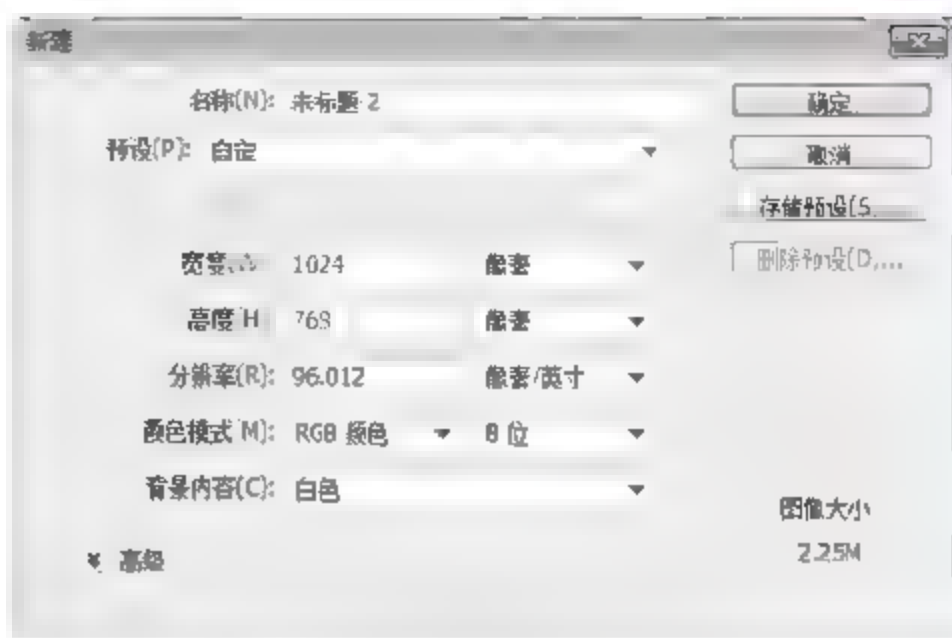 新建
名称(N): 未标题-2
确定
预设(P): 自定
取消
存储预设(S...
宽度 1024 像素
删除预设(D)...
高度(H 768 像素
分辨率(R): 96.012 像素/英寸
颜色模式(M): RGB 颜色 8 位
背景内容(C): 白色
图像大小
高级
2.25M